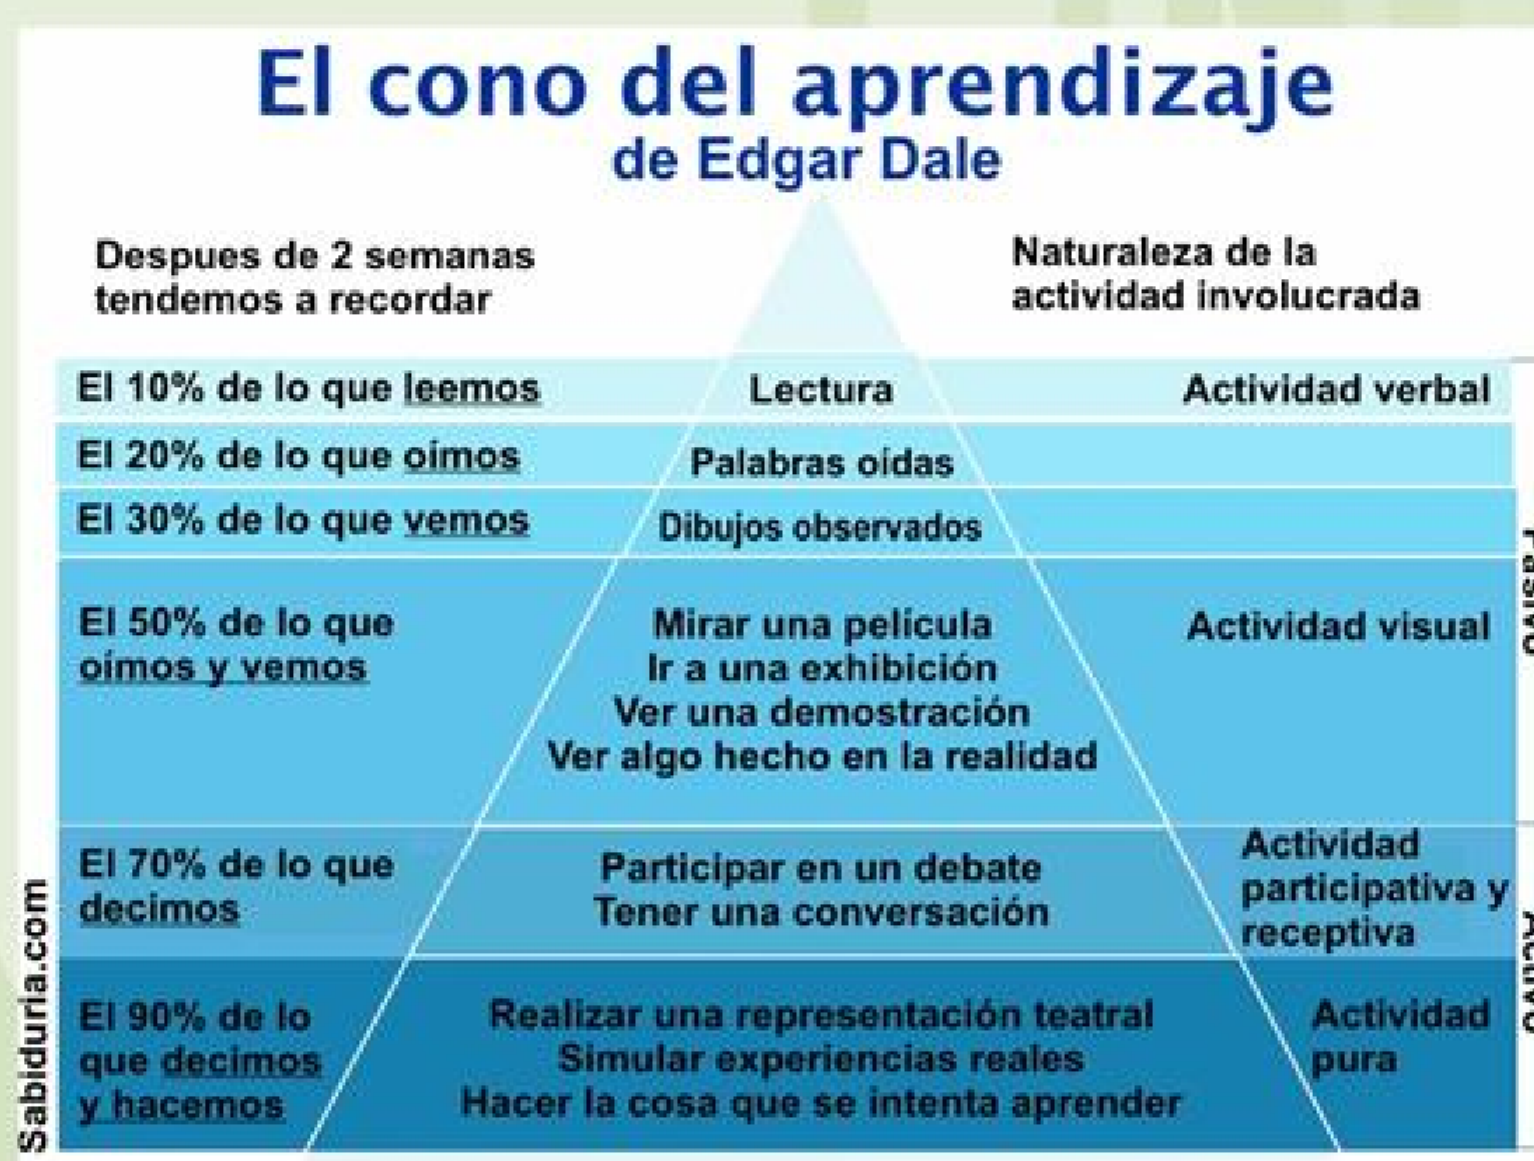 El cono del aprendizaje
de Edgar Dale
Despues de 2 semanas
tendemos a recordar
Naturaleza de la
actividad involucrada
El 10% de lo que leemos
Lectura
Actividad verbal
El 20% de lo que oímos
Palabras oídas
El 30% de lo que vemos
Dibujos observados
El 50% de lo que
oímos y vemos
Mirar una película
Ir a una exhibición
Ver una demostración
Ver algo hecho en la realidad
Actividad visual
El 70% de lo que
decimos
Participar en un debate
Tener una conversación
Actividad
participativa y
receptiva
El 90% de lo
que decimos
y hacemos
Realizar una representación teatral
Simular experiencias reales
Hacer la cosa que se intenta aprender
Actividad
pura
Sabiduria.com